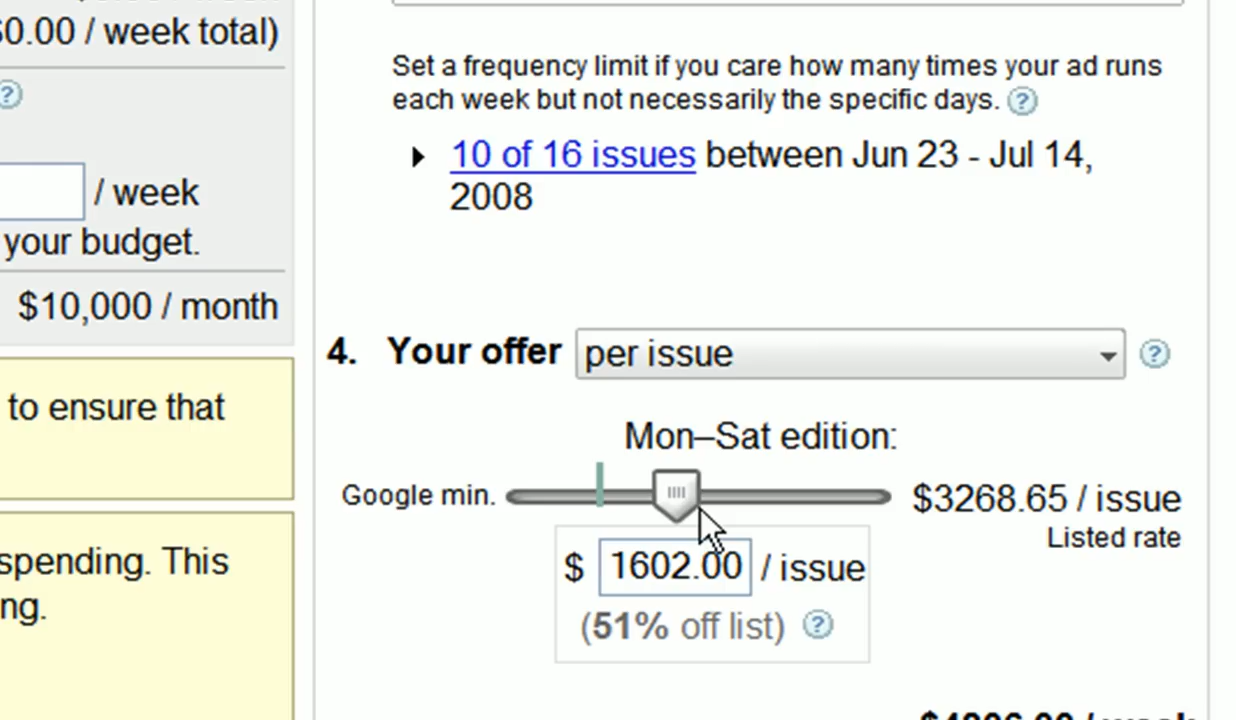 $0.00 / week total)
/ week
your budget.
$10,000 / month
to ensure that
spending. This
ng.
Set a frequency limit if you care how many times your ad runs
each week but not necessarily the specific days.
10 of 16 issues between Jun 23 - Jul 14,
2008
4. Your offer per issue
Mon–Sat edition:
Google min.
$3268.65 / issue
Listed rate
$ 1602.00 / issue
(51% off list)